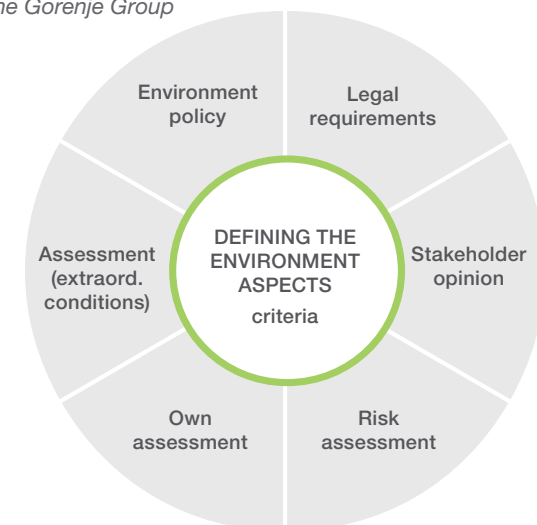 ne Gorenje Group
Environment
policy
Legal
requirements
Assessment
(extraord.
conditions)
DEFINING THE
ENVIRONMENT
ASPECTS
criteria
Stakeholder
opinion
Own
assessment
Risk
assessment